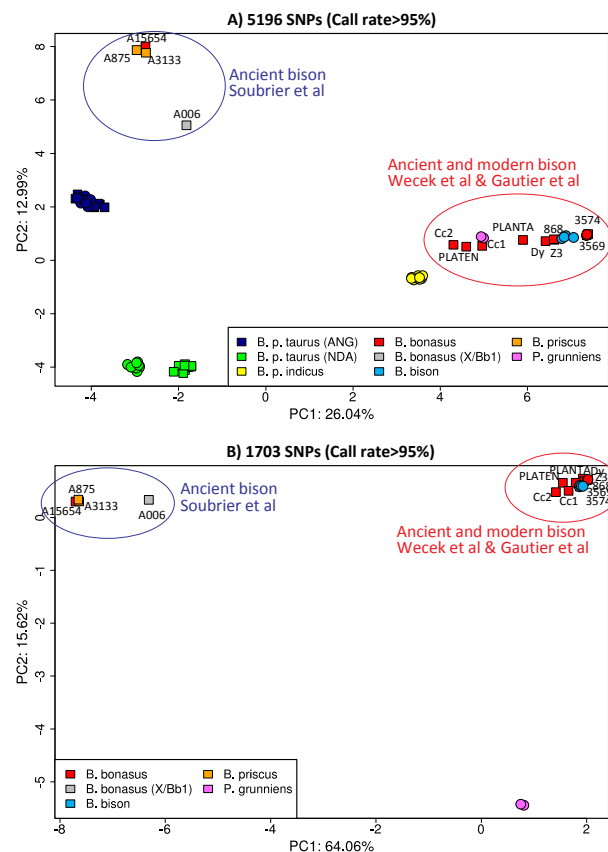 A) 5196 SNPs (Call rate>95%)
A15654
A875
A3133
Ancient bison
Soubrier et al
A006
Ancient and modern bison
Wecek et al & Gautier et al
Cc2
PLATEN
Cc1
PLANTA
Dy
868
Z3
3574
3569
B. p. taurus (ANG)
B. p. taurus (NDA)
B. p. indicus
B. bonasus
B. bonasus (X/Bb1)
B. bison
B. priscus
P. grunniens
8
6
4
2
0
-2
-4
PC2: 12.99%
-4
-2
0
2
4
6
PC1: 26.04%
B) 1703 SNPs (Call rate>95%)
A875
A15654
A3133
A006
Ancient bison
Soubrier et al
PLATEN
PLANTA
Dy
Z3
868
3569
3574
Cc2
Cc1
Ancient and modern bison
Wecek et al & Gautier et al
B. bonasus
B. bonasus (X/Bb1)
B. bison
B. priscus
P. grunniens
0
-1
-2
-3
-4
-5
PC2: 15.62%
-8
-6
-4
-2
0
2
PC1: 64.06%